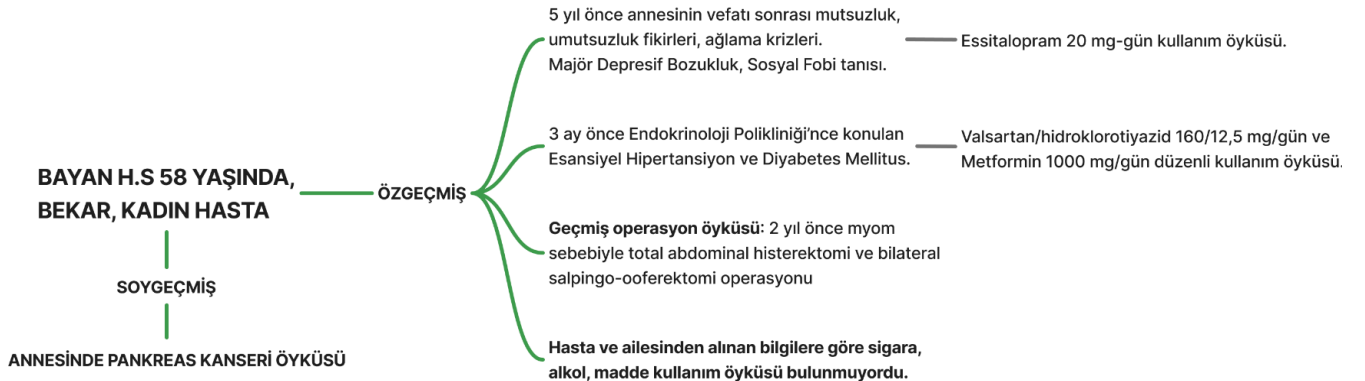 BAYAN H.S 58 YAŞINDA,
BEKAR, KADIN HASTA
SOYGEÇMİŞ
ANNESİNDE PANKREAS KANSERİ ÖYKÜSÜ
ÖZGEÇMİŞ
5 yıl önce annesinin vefatı sonrası mutsuzluk,
umutsuzluk fikirleri, ağlama krizleri.
Majör Depresif Bozukluk, Sosyal Fobi tanısı.
Essitalopram 20 mg-gün kullanım öyküsü.
3 ay önce Endokrinoloji Polikliniği’nce konulan
Esansiyel Hipertansiyon ve Diyabetes Mellitus.
Valsartan/hidroklorotiyazid 160/12,5 mg/gün ve
Metformin 1000 mg/gün düzenli kullanım öyküsü.
Geçmiş operasyon öyküsü: 2 yıl önce myom
sebebiyle total abdominal histerektomi ve bilateral
salpingo-ooferektomi operasyonu
Hasta ve ailesinden alınan bilgilere göre sigara,
alkol, madde kullanım öyküsü bulunmuyordu.